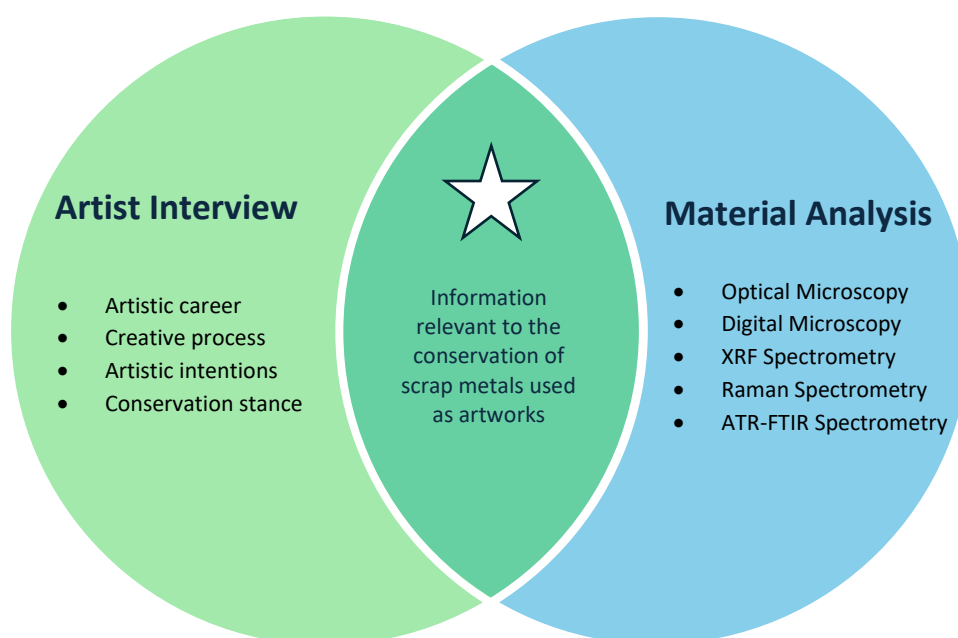 Artist Interview
• Artistic career
• Creative process
• Artistic intentions
• Conservation stance
Information
relevant to the
conservation of
scrap metals used
as artworks
Material Analysis
• Optical Microscopy
• Digital Microscopy
• XRF Spectrometry
• Raman Spectrometry
• ATR-FTIR Spectrometry